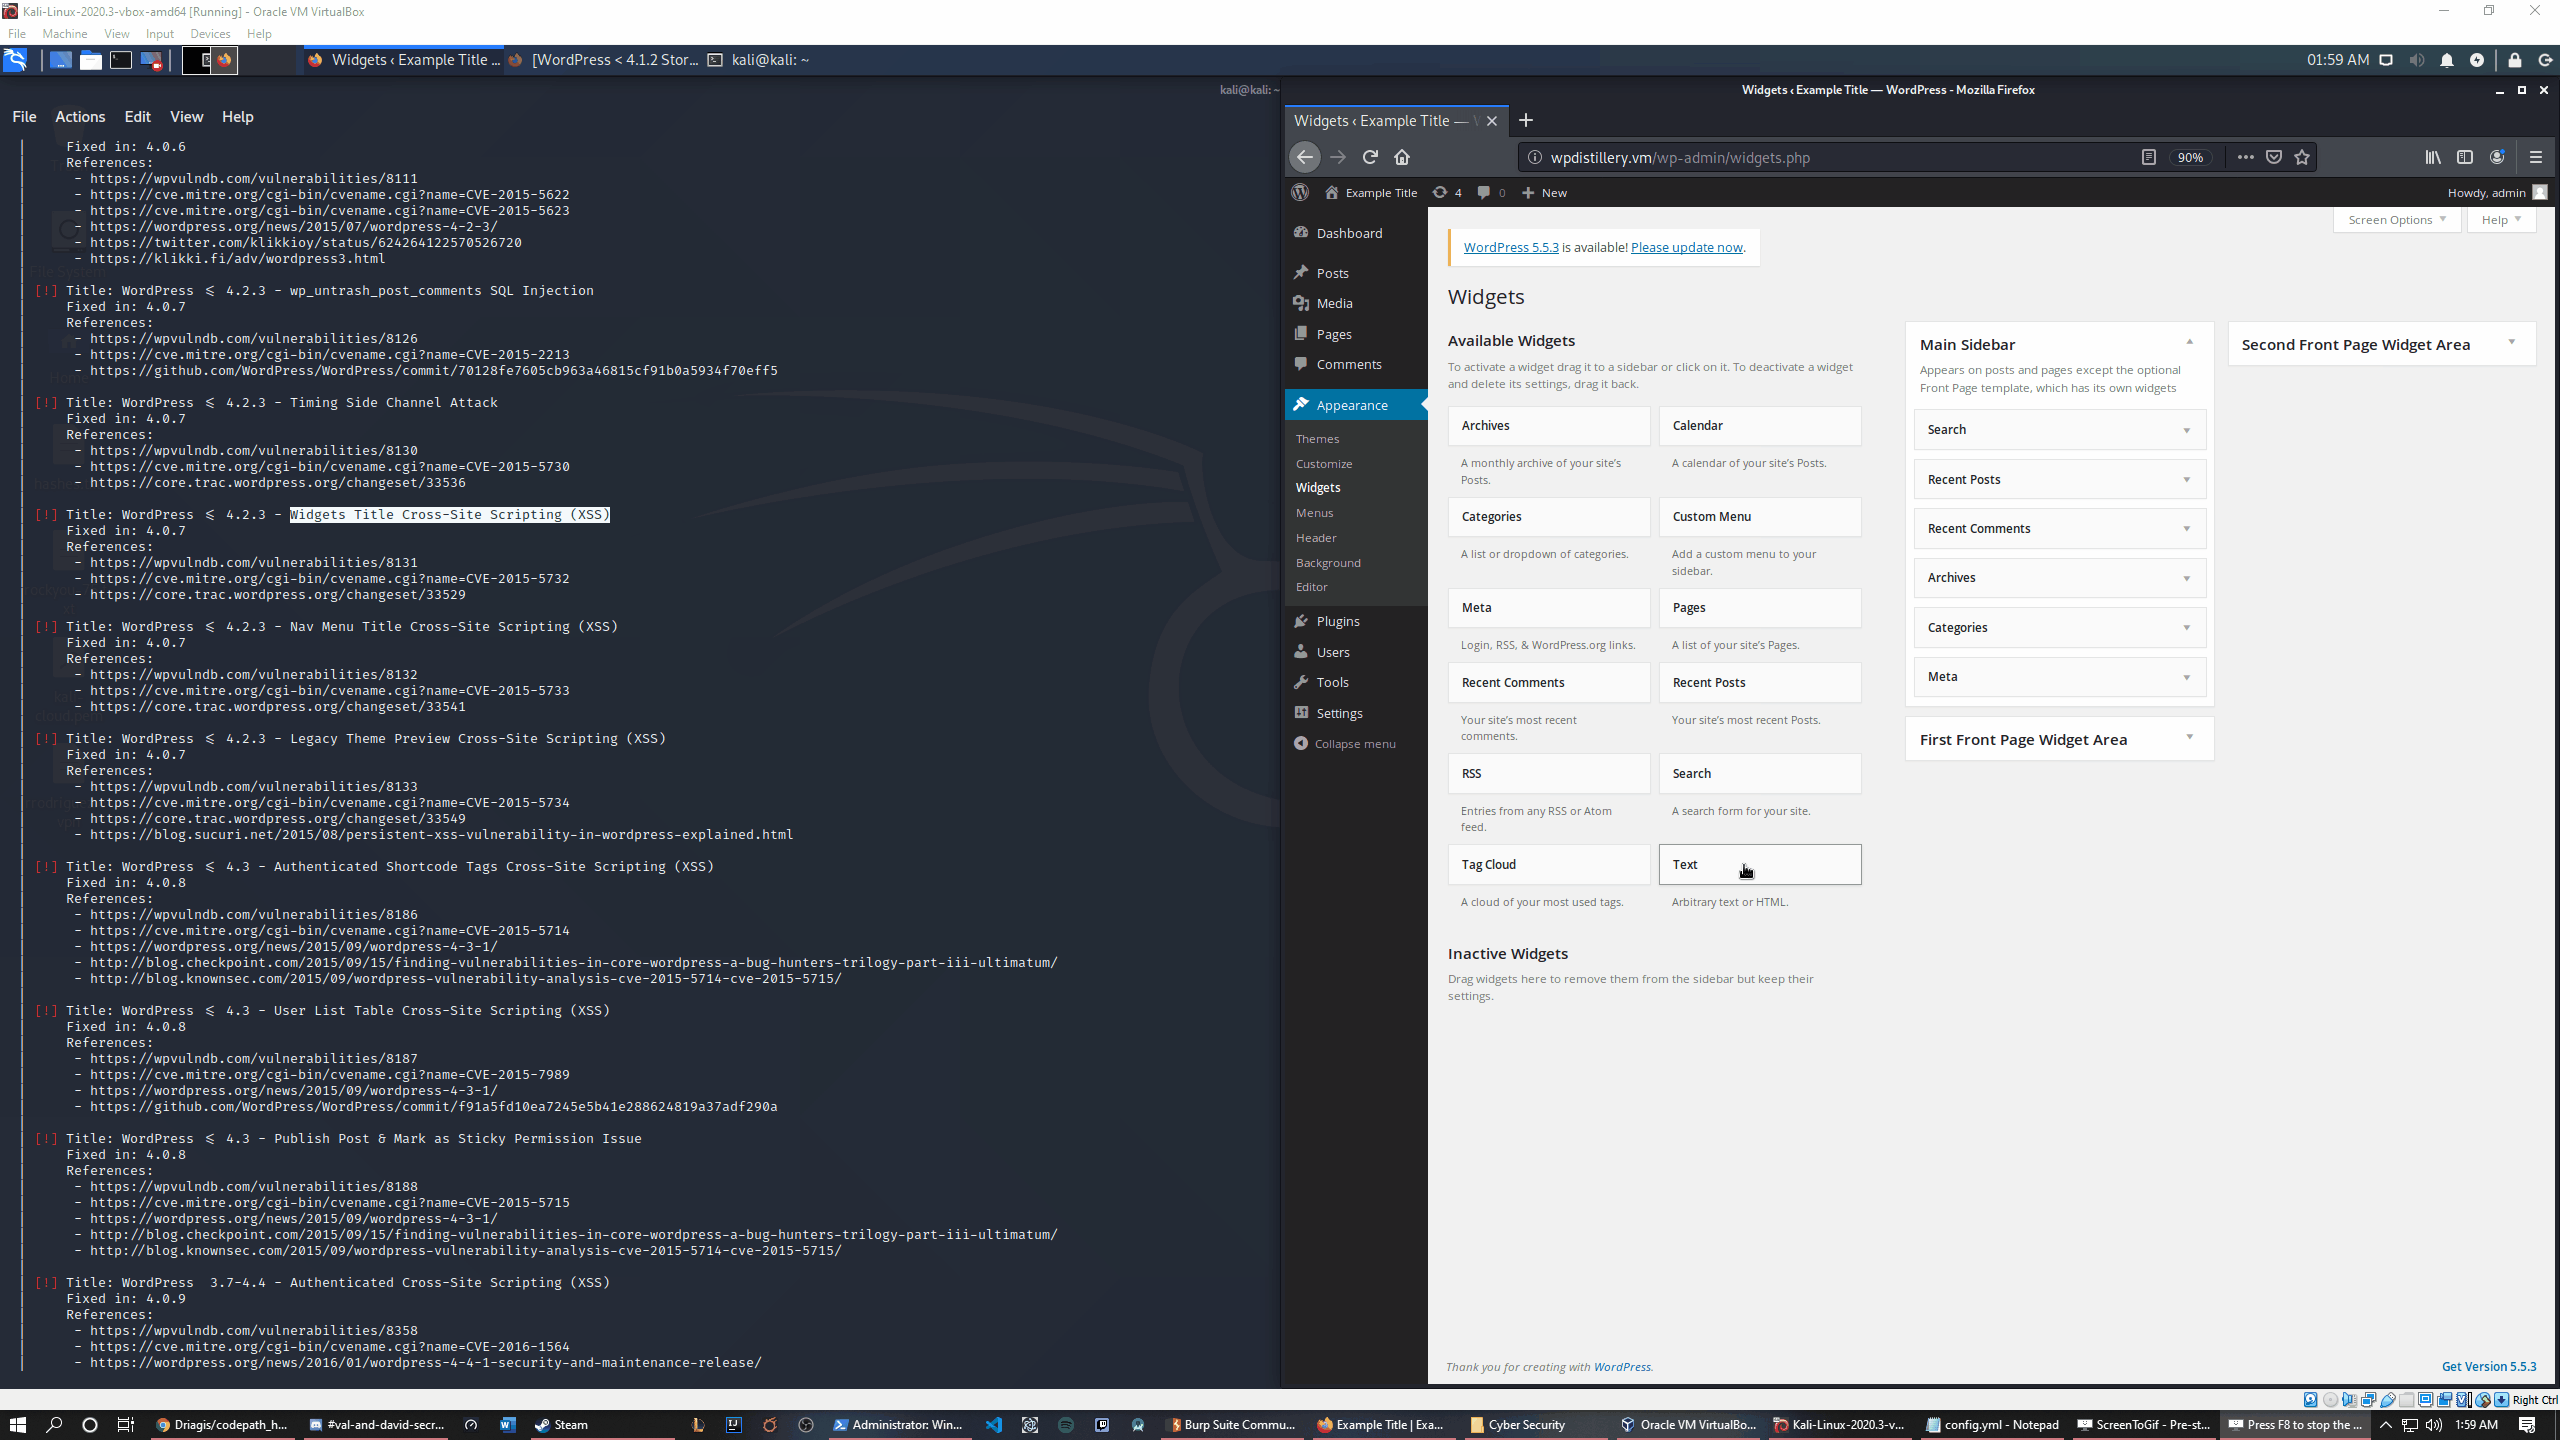 Kali-Linux-2020.3-vbox-amd64 [Running] - Oracle VM VirtualBox
File Machine View Input Devices Help
Widgets ‹ Example Title ... [WordPress < 4.1.2 Stor... kali@kali: ~ 01:59 AM
kali@kali: ~
File Actions Edit View Help
Fixed in: 4.0.6
References:
- https://wpvulndb.com/vulnerabilities/8111
- https://cve.mitre.org/cgi-bin/cvename.cgi?name=CVE-2015-5622
- https://cve.mitre.org/cgi-bin/cvename.cgi?name=CVE-2015-5623
- https://wordpress.org/news/2015/07/wordpress-4-2-3/
- https://twitter.com/klikkioy/status/624264122570526720
- https://klikki.fi/adv/wordpress3.html
[!] Title: WordPress ≤ 4.2.3 - wp_untrash_post_comments SQL Injection
Fixed in: 4.0.7
References:
- https://wpvulndb.com/vulnerabilities/8126
- https://cve.mitre.org/cgi-bin/cvename.cgi?name=CVE-2015-2213
- https://github.com/WordPress/WordPress/commit/70128fe7605cb963a46815cf91b0a5934f70eff5
[!] Title: WordPress ≤ 4.2.3 - Timing Side Channel Attack
Fixed in: 4.0.7
References:
- https://wpvulndb.com/vulnerabilities/8130
- https://cve.mitre.org/cgi-bin/cvename.cgi?name=CVE-2015-5730
- https://core.trac.wordpress.org/changeset/33536
[!] Title: WordPress ≤ 4.2.3 - Widgets Title Cross-Site Scripting (XSS)
Fixed in: 4.0.7
References:
- https://wpvulndb.com/vulnerabilities/8131
- https://cve.mitre.org/cgi-bin/cvename.cgi?name=CVE-2015-5732
- https://core.trac.wordpress.org/changeset/33529
[!] Title: WordPress ≤ 4.2.3 - Nav Menu Title Cross-Site Scripting (XSS)
Fixed in: 4.0.7
References:
- https://wpvulndb.com/vulnerabilities/8132
- https://cve.mitre.org/cgi-bin/cvename.cgi?name=CVE-2015-5733
- https://core.trac.wordpress.org/changeset/33541
[!] Title: WordPress ≤ 4.2.3 - Legacy Theme Preview Cross-Site Scripting (XSS)
Fixed in: 4.0.7
References:
- https://wpvulndb.com/vulnerabilities/8133
- https://cve.mitre.org/cgi-bin/cvename.cgi?name=CVE-2015-5734
- https://core.trac.wordpress.org/changeset/33549
- https://blog.sucuri.net/2015/08/persistent-xss-vulnerability-in-wordpress-explained.html
[!] Title: WordPress ≤ 4.3 - Authenticated Shortcode Tags Cross-Site Scripting (XSS)
Fixed in: 4.0.8
References:
- https://wpvulndb.com/vulnerabilities/8186
- https://cve.mitre.org/cgi-bin/cvename.cgi?name=CVE-2015-5714
- https://wordpress.org/news/2015/09/wordpress-4-3-1/
- http://blog.checkpoint.com/2015/09/15/finding-vulnerabilities-in-core-wordpress-a-bug-hunters-trilogy-part-iii-ultimatum/
- http://blog.knownsec.com/2015/09/wordpress-vulnerability-analysis-cve-2015-5714-cve-2015-5715/
[!] Title: WordPress ≤ 4.3 - User List Table Cross-Site Scripting (XSS)
Fixed in: 4.0.8
References:
- https://wpvulndb.com/vulnerabilities/8187
- https://cve.mitre.org/cgi-bin/cvename.cgi?name=CVE-2015-7989
- https://wordpress.org/news/2015/09/wordpress-4-3-1/
- https://github.com/WordPress/WordPress/commit/f91a5fd10ea7245e5b41e288624819a37adf290a
[!] Title: WordPress ≤ 4.3 - Publish Post & Mark as Sticky Permission Issue
Fixed in: 4.0.8
References:
- https://wpvulndb.com/vulnerabilities/8188
- https://cve.mitre.org/cgi-bin/cvename.cgi?name=CVE-2015-5715
- https://wordpress.org/news/2015/09/wordpress-4-3-1/
- http://blog.checkpoint.com/2015/09/15/finding-vulnerabilities-in-core-wordpress-a-bug-hunters-trilogy-part-iii-ultimatum/
- http://blog.knownsec.com/2015/09/wordpress-vulnerability-analysis-cve-2015-5714-cve-2015-5715/
[!] Title: WordPress 3.7-4.4 - Authenticated Cross-Site Scripting (XSS)
Fixed in: 4.0.9
References:
- https://wpvulndb.com/vulnerabilities/8358
- https://cve.mitre.org/cgi-bin/cvename.cgi?name=CVE-2016-1564
- https://wordpress.org/news/2016/01/wordpress-4-4-1-security-and-maintenance-release/
Widgets ‹ Example Title — WordPress - Mozilla Firefox
Widgets ‹ Example Title —
wpdistillery.vm/wp-admin/widgets.php 90%
Example Title 4 0 New Howdy, admin
Screen Options Help
Dashboard
Posts
Media
Pages
Comments
Appearance
Themes
Customize
Widgets
Menus
Header
Background
Editor
Plugins
Users
Tools
Settings
Collapse menu
WordPress 5.5.3 is available! Please update now.
Widgets
Available Widgets
To activate a widget drag it to a sidebar or click on it. To deactivate a widget
and delete its settings, drag it back.
Archives Calendar
A monthly archive of your site's
Posts.
A calendar of your site's Posts.
Categories Custom Menu
A list or dropdown of categories.
Add a custom menu to your
sidebar.
Meta Pages
Login, RSS, & WordPress.org links.
A list of your site's Pages.
Recent Comments Recent Posts
Your site's most recent
comments.
Your site's most recent Posts.
RSS Search
Entries from any RSS or Atom
feed.
A search form for your site.
Tag Cloud Text
A cloud of your most used tags.
Arbitrary text or HTML.
Inactive Widgets
Drag widgets here to remove them from the sidebar but keep their
settings.
Main Sidebar
Appears on posts and pages except the optional
Front Page template, which has its own widgets
Search
Recent Posts
Recent Comments
Archives
Categories
Meta
First Front Page Widget Area
Second Front Page Widget Area
Thank you for creating with WordPress. Get Version 5.5.3
Right Ctrl
Driagis/codepath_h... #val-and-david-secr... Steam Administrator: Win... Burp Suite Commu... Example Title | Exa... Cyber Security Oracle VM VirtualBo... Kali-Linux-2020.3-v... config.yml - Notepad ScreenToGif - Pre-st... Press F8 to stop the ... 1:59 AM